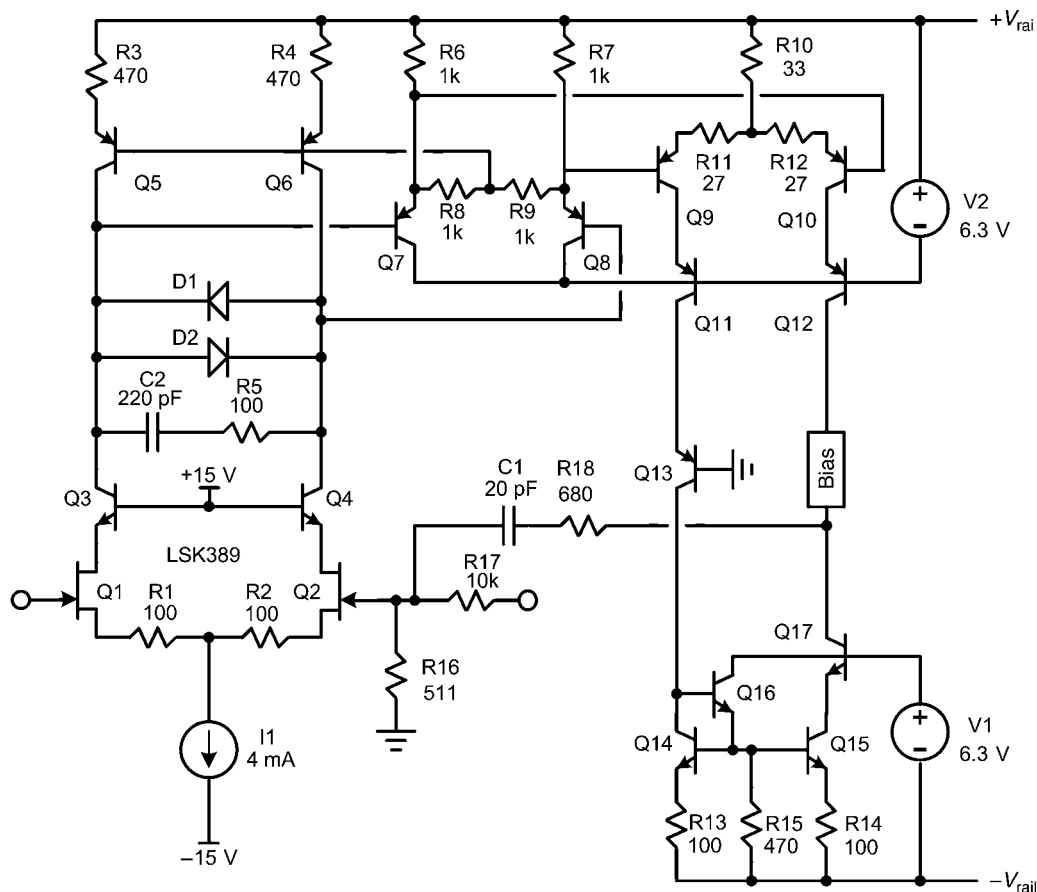 +Vrai
R3
470
R4
470
R6
1k
R7
1k
R10
33
R11
27
R12
27
Q5
Q6
R8
1k
R9
1k
Q7
Q8
Q9
Q10
V2
6.3 V
D1
D2
Q11
Q12
C2
220 pF
R5
100
+15 V
Q3
Q4
C1
20 pF
R18
680
Q13
Bias
LSK389
Q1
R1
100
R2
100
Q2
R17
10k
R16
511
Q17
Q16
I1
4 mA
Q14
Q15
V1
6.3 V
R13
100
R15
470
R14
100
–15 V
–Vrail